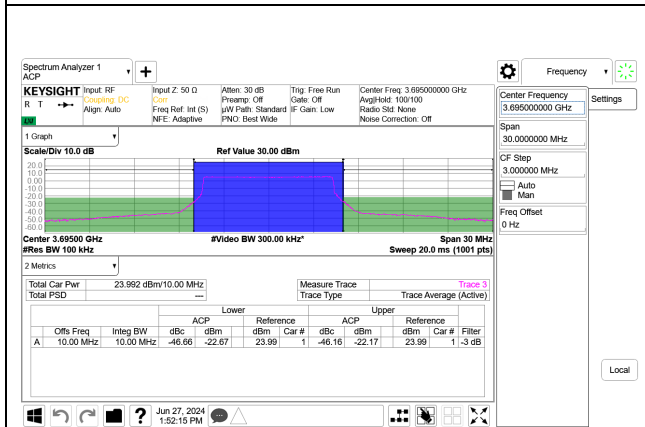 Spectrum Analyzer 1
ACP
Frequency
KEYSIGHT Input: RF Input Z: 50 Ω Atten: 30 dB Trig: Free Run Center Freq: 3.695000000 GHz
R T Coupling: DC Corr Preamp: Off Gate: Off Avg|Hold: 100/100
Align: Auto Freq Ref: Int (S) µW Path: Standard IF Gain: Low Radio Std: None
NFE: Adaptive PNO: Best Wide Noise Correction: Off
Center Frequency
3.695000000 GHz
Settings
Span
30.0000000 MHz
CF Step
3.000000 MHz
Auto
Man
Freq Offset
0 Hz
1 Graph
Scale/Div 10.0 dB Ref Value 30.00 dBm
20.0
10.0
0.00
-10.0
-20.0
-30.0
-40.0
-50.0
-60.0
Center 3.69500 GHz #Video BW 300.00 kHz* Span 30 MHz
#Res BW 100 kHz Sweep 20.0 ms (1001 pts)
2 Metrics
Total Car Pwr 23.992 dBm/10.00 MHz Measure Trace Trace 3
Total PSD --- Trace Type Trace Average (Active)
Lower Upper
ACP Reference ACP Reference
Offs Freq Integ BW dBc dBm dBm Car # dBc dBm dBm Car # Filter
A 10.00 MHz 10.00 MHz -46.66 -22.67 23.99 1 -46.16 -22.17 23.99 1 -3 dB
Local
Jun 27, 2024
1:52:15 PM